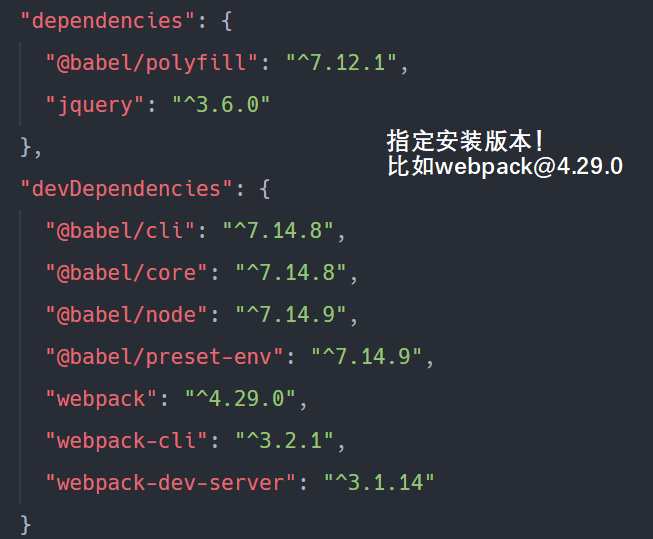 "dependencies": {
"@babel/polyfill": "^7.12.1",
"jquery": "^3.6.0"
},
指定安装版本！
比如webpack@4.29.0
"devDependencies": {
"@babel/cli": "^7.14.8",
"@babel/core": "^7.14.8",
"@babel/node": "^7.14.9",
"@babel/preset-env": "^7.14.9",
"webpack": "^4.29.0",
"webpack-cli": "^3.2.1",
"webpack-dev-server": "^3.1.14"
}